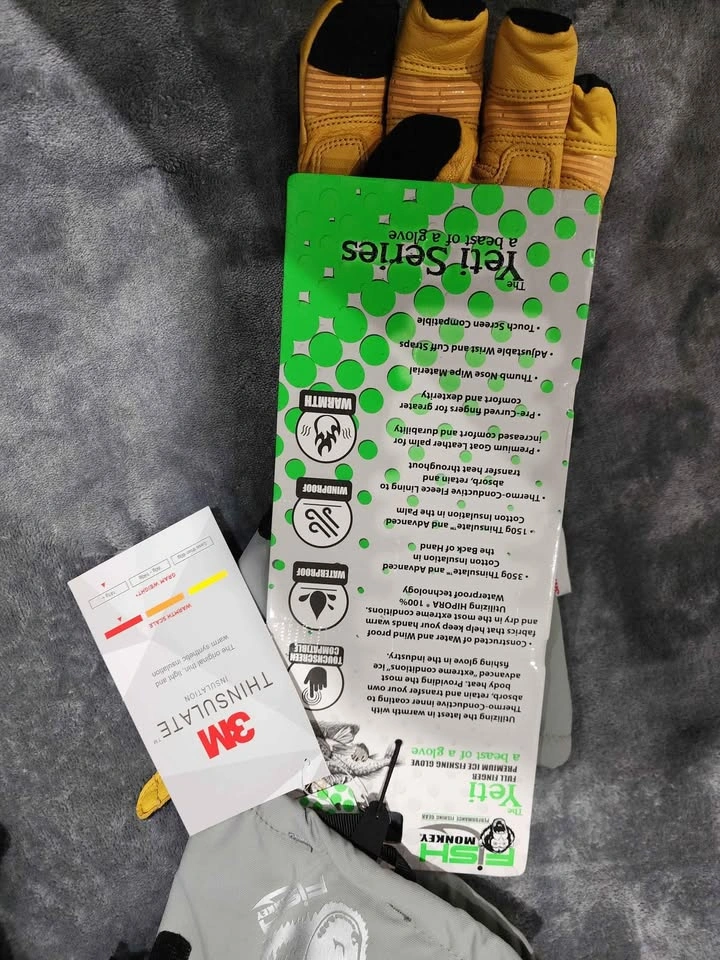 FiSH
MONKEY
PERFORMANCE FISHING GEAR
The
Yeti
FULL FINGER
PREMIUM ICE FISHING GLOVE
a beast of a glove
Utilizing the latest in warmth with
Thermo-Conductive inner coating to
absorb, retain and transfer your own
body heat. Providing the most
advanced "extreme conditions" ice
fishing glove in the industry.
• Constructed of Water and Wind proof
fabrics that help keep your hands warm
and dry in the most extreme conditions.
Utilizing HIPORA ® 100%
Waterproof technology
• 350g Thinsulate™ and Advanced
Cotton Insulation in
the Back of Hand
• 150g Thinsulate™ and Advanced
Cotton Insulation in the Palm
• Thermo-Conductive Fleece Lining to
absorb, and retain and
transfer heat throughout
• Premium Goat Leather palm for
increased comfort and durability
• Pre-Curved fingers for greater
comfort and dexterity
• Thumb Nose Wipe Material
• Adjustable Wrist and Cuff Straps
• Touch Screen Compatible
The
Yeti Series
a beast of a glove
TOUCHSCREEN
COMPATIBLE
WATERPROOF
WINDPROOF
WARMTH
3M
THINSULATE™
INSULATION
The original thin, light and
warm synthetic insulation
WARMTH SCALE
GRAM WEIGHT*
FISH
MONKEY